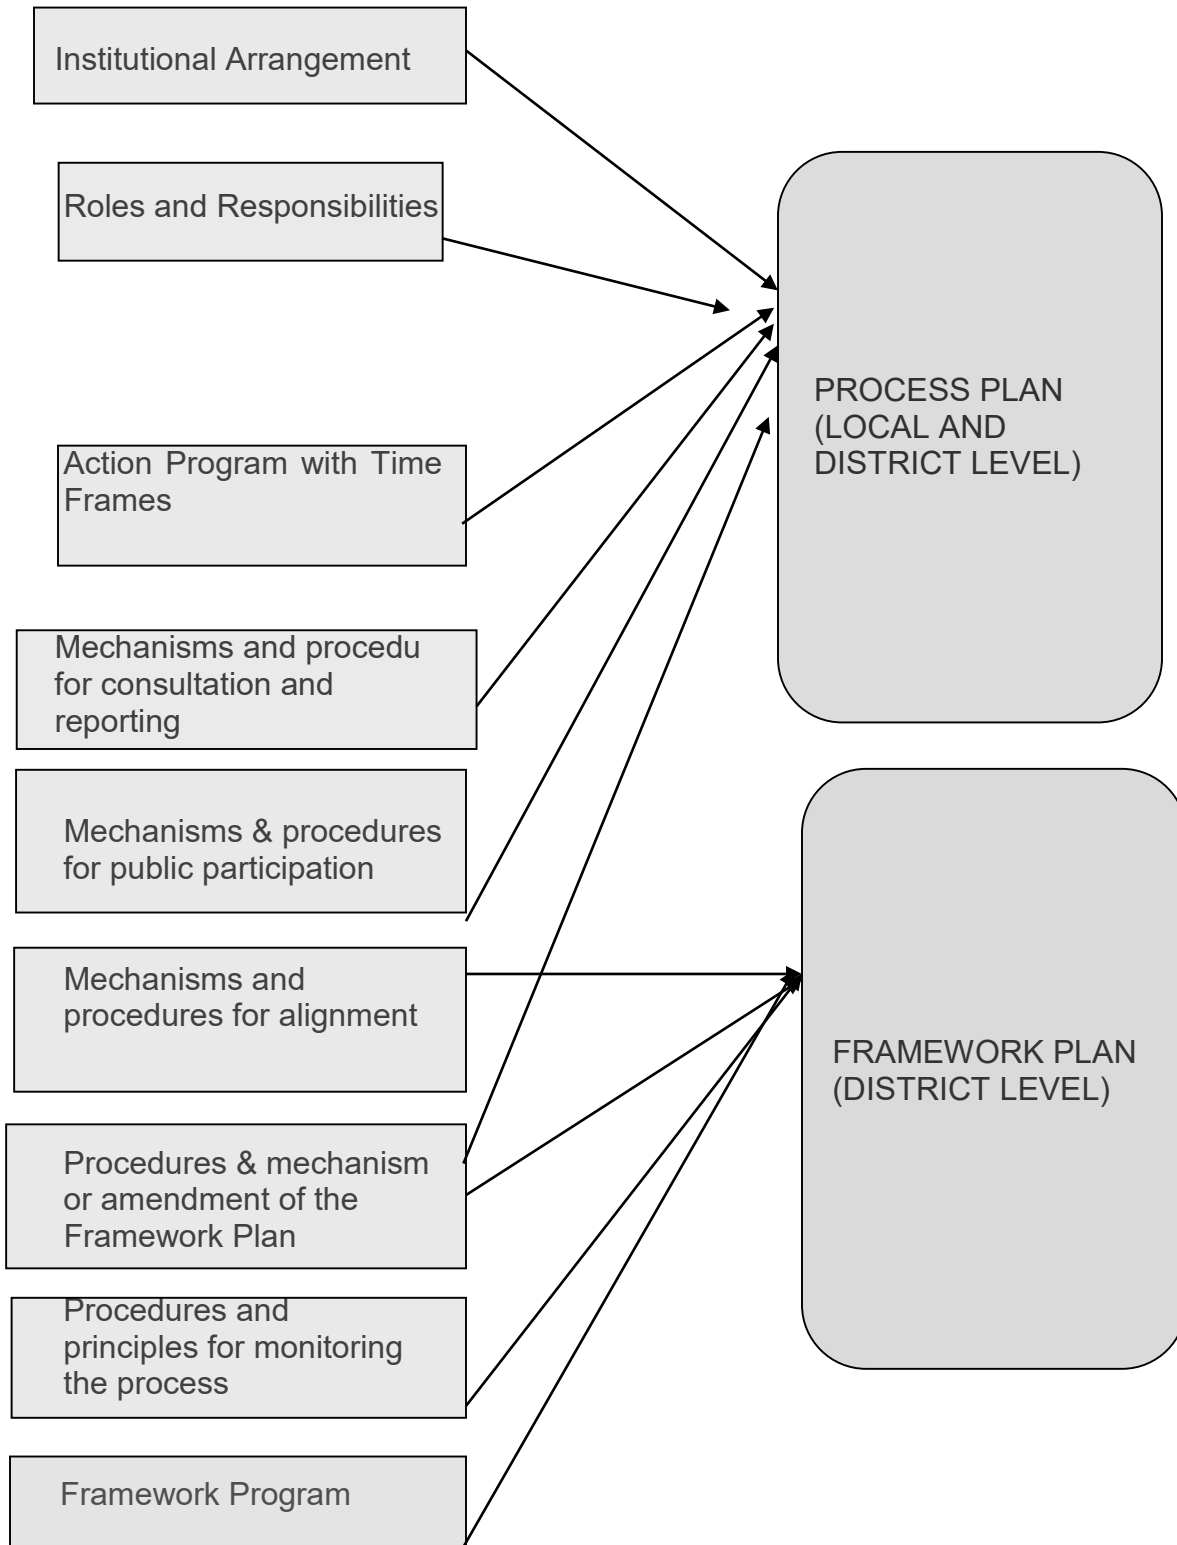 Institutional Arrangement
Roles and Responsibilities
Action Program with Time
Frames
Mechanisms and procedu
for consultation and
reporting
Mechanisms & procedures
for public participation
Mechanisms and
procedures for alignment
Procedures & mechanism
or amendment of the
Framework Plan
Procedures and
principles for monitoring
the process
Framework Program
PROCESS PLAN
(LOCAL AND
DISTRICT LEVEL)
FRAMEWORK PLAN
(DISTRICT LEVEL)